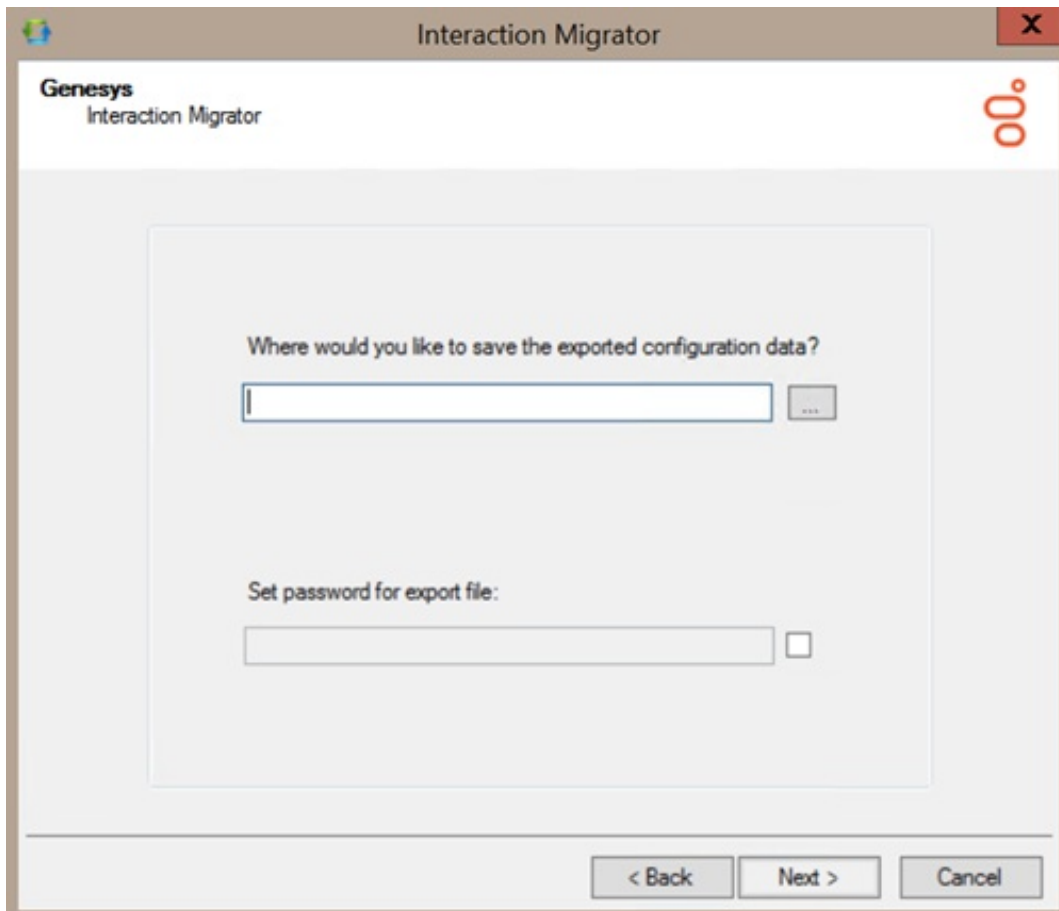 Interaction Migrator
X
Genesys
Interaction Migrator
Where would you like to save the exported configuration data?
...
Set password for export file:
< Back Next > Cancel